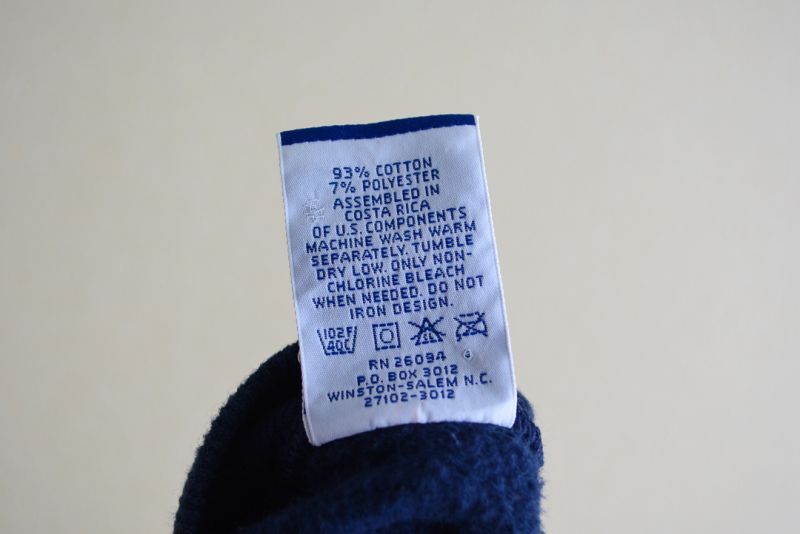 93% COTTON
7% POLYESTER
ASSEMBLED IN
COSTA RICA
OF U.S. COMPONENTS
MACHINE WASH WARM
SEPARATELY. TUMBLE
DRY LOW. ONLY NON-
CHLORINE BLEACH
WHEN NEEDED. DO NOT
IRON DESIGN.
102F
40C
CL
RN 26094
P.O. BOX 3012
WINSTON-SALEM N.C.
27102-3012